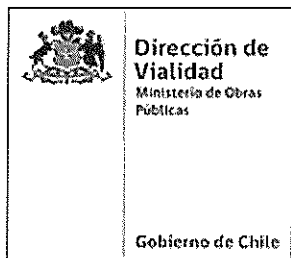 Dirección de
Vialidad
Ministerio de Obras
Públicas
Gobierno de Chile